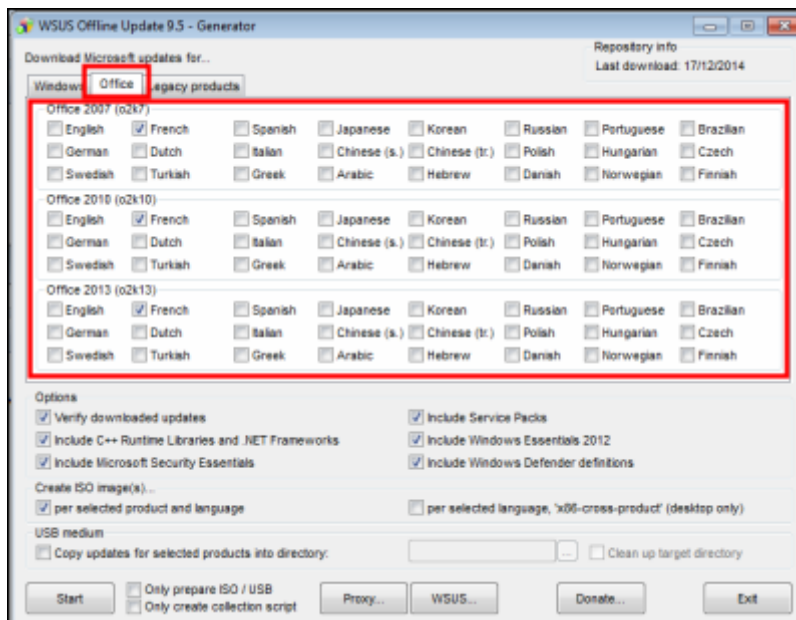 WSUS Offline Update 9.5 - Generator
Download Microsoft updates for...
Repository info
Last download: 17/12/2014
Windows Office Legacy products
Office 2007 (o2k7)
English French Spanish Japanese Korean Russian Portuguese Brazilian
German Dutch Italian Chinese (s.) Chinese (tr.) Polish Hungarian Czech
Swedish Turkish Greek Arabic Hebrew Danish Norwegian Finnish
Office 2010 (o2k10)
English French Spanish Japanese Korean Russian Portuguese Brazilian
German Dutch Italian Chinese (s.) Chinese (tr.) Polish Hungarian Czech
Swedish Turkish Greek Arabic Hebrew Danish Norwegian Finnish
Office 2013 (o2k13)
English French Spanish Japanese Korean Russian Portuguese Brazilian
German Dutch Italian Chinese (s.) Chinese (tr.) Polish Hungarian Czech
Swedish Turkish Greek Arabic Hebrew Danish Norwegian Finnish
Options
Verify downloaded updates Include Service Packs
Include C++ Runtime Libraries and .NET Frameworks Include Windows Essentials 2012
Include Microsoft Security Essentials Include Windows Defender definitions
Create ISO image(s)...
per selected product and language per selected language, 'x86-cross-product' (desktop only)
USB medium
Copy updates for selected products into directory: ... Clean up target directory
Start Only prepare ISO / USB Proxy... WSUS... Donate... Exit
Only create collection script